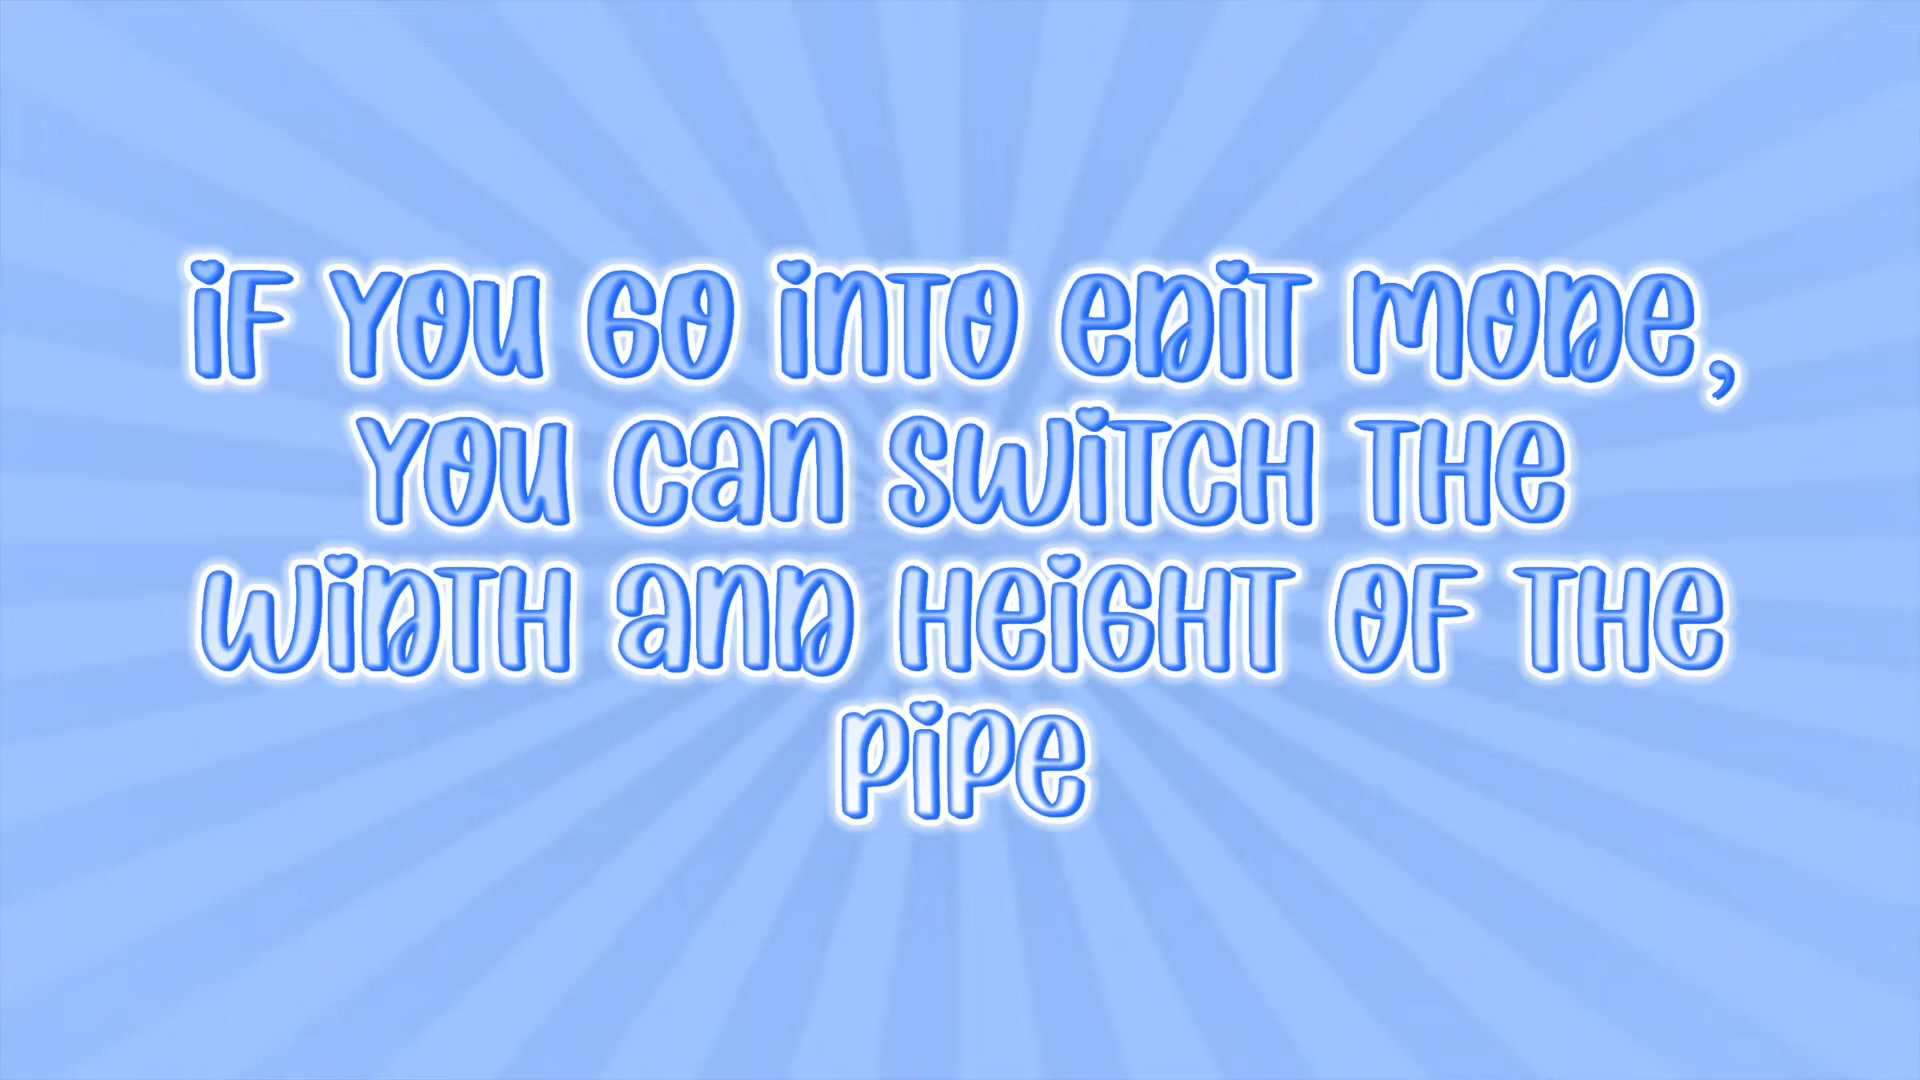 if you go into edit mode,
you can switch the
width and height of the
pipe